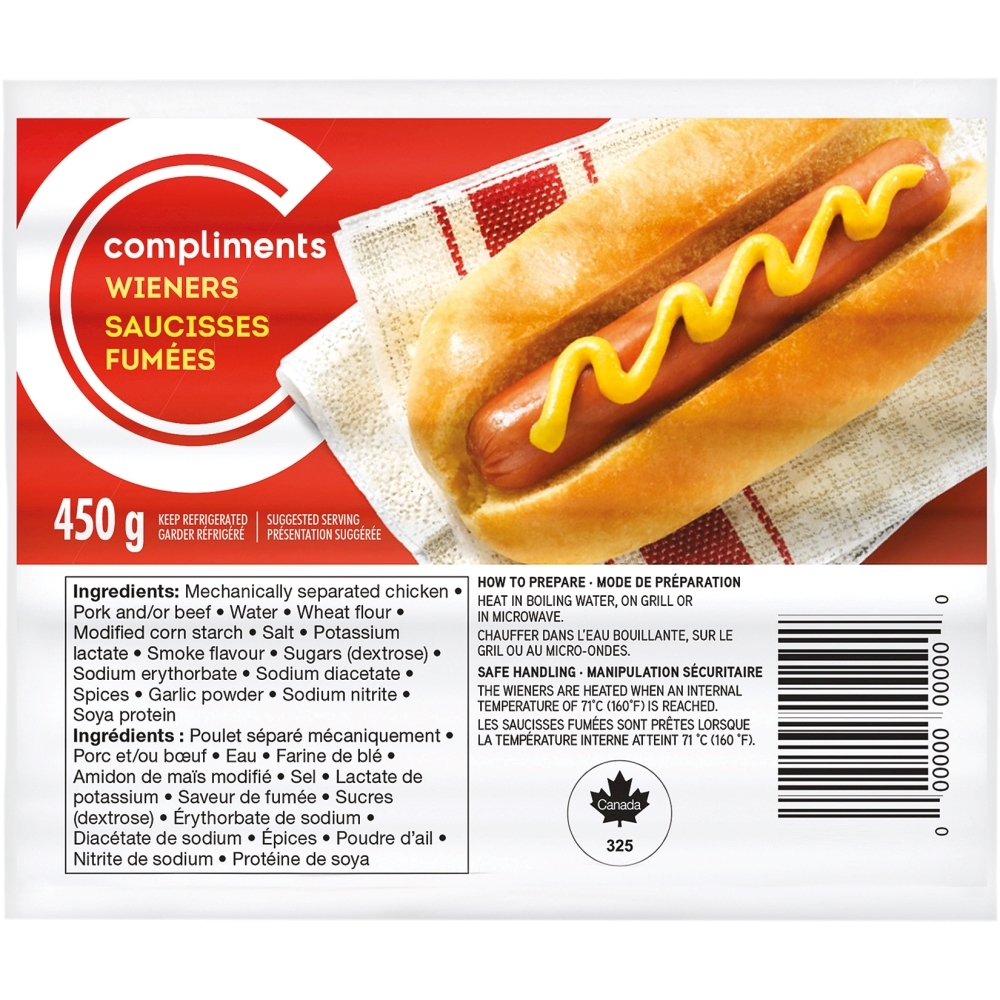 compliments
WIENERS
SAUCISSES
FUMÉES
450 g
KEEP REFRIGERATED
GARDER RÉFRIGÉRÉ
SUGGESTED SERVING
PRÉSENTATION SUGGÉRÉE
Ingredients: Mechanically separated chicken •
Pork and/or beef • Water • Wheat flour •
Modified corn starch • Salt • Potassium
lactate • Smoke flavour • Sugars (dextrose) •
Sodium erythorbate • Sodium diacetate •
Spices • Garlic powder • Sodium nitrite •
Soya protein
Ingrédients : Poulet séparé mécaniquement •
Porc et/ou bœuf • Eau • Farine de blé •
Amidon de maïs modifié • Sel • Lactate de
potassium • Saveur de fumée • Sucres
(dextrose) • Érythorbate de sodium •
Diacétate de sodium • Épices • Poudre d'ail •
Nitrite de sodium • Protéine de soya
HOW TO PREPARE · MODE DE PRÉPARATION
HEAT IN BOILING WATER, ON GRILL OR
IN MICROWAVE.
CHAUFFER DANS L'EAU BOUILLANTE, SUR LE
GRIL OU AU MICRO-ONDES.
SAFE HANDLING · MANIPULATION SÉCURITAIRE
THE WIENERS ARE HEATED WHEN AN INTERNAL
TEMPERATURE OF 71°C (160°F) IS REACHED.
LES SAUCISSES FUMÉES SONT PRÊTES LORSQUE
LA TEMPÉRATURE INTERNE ATTEINT 71 °C (160 °F).
Canada
325
0 00000 00000 0